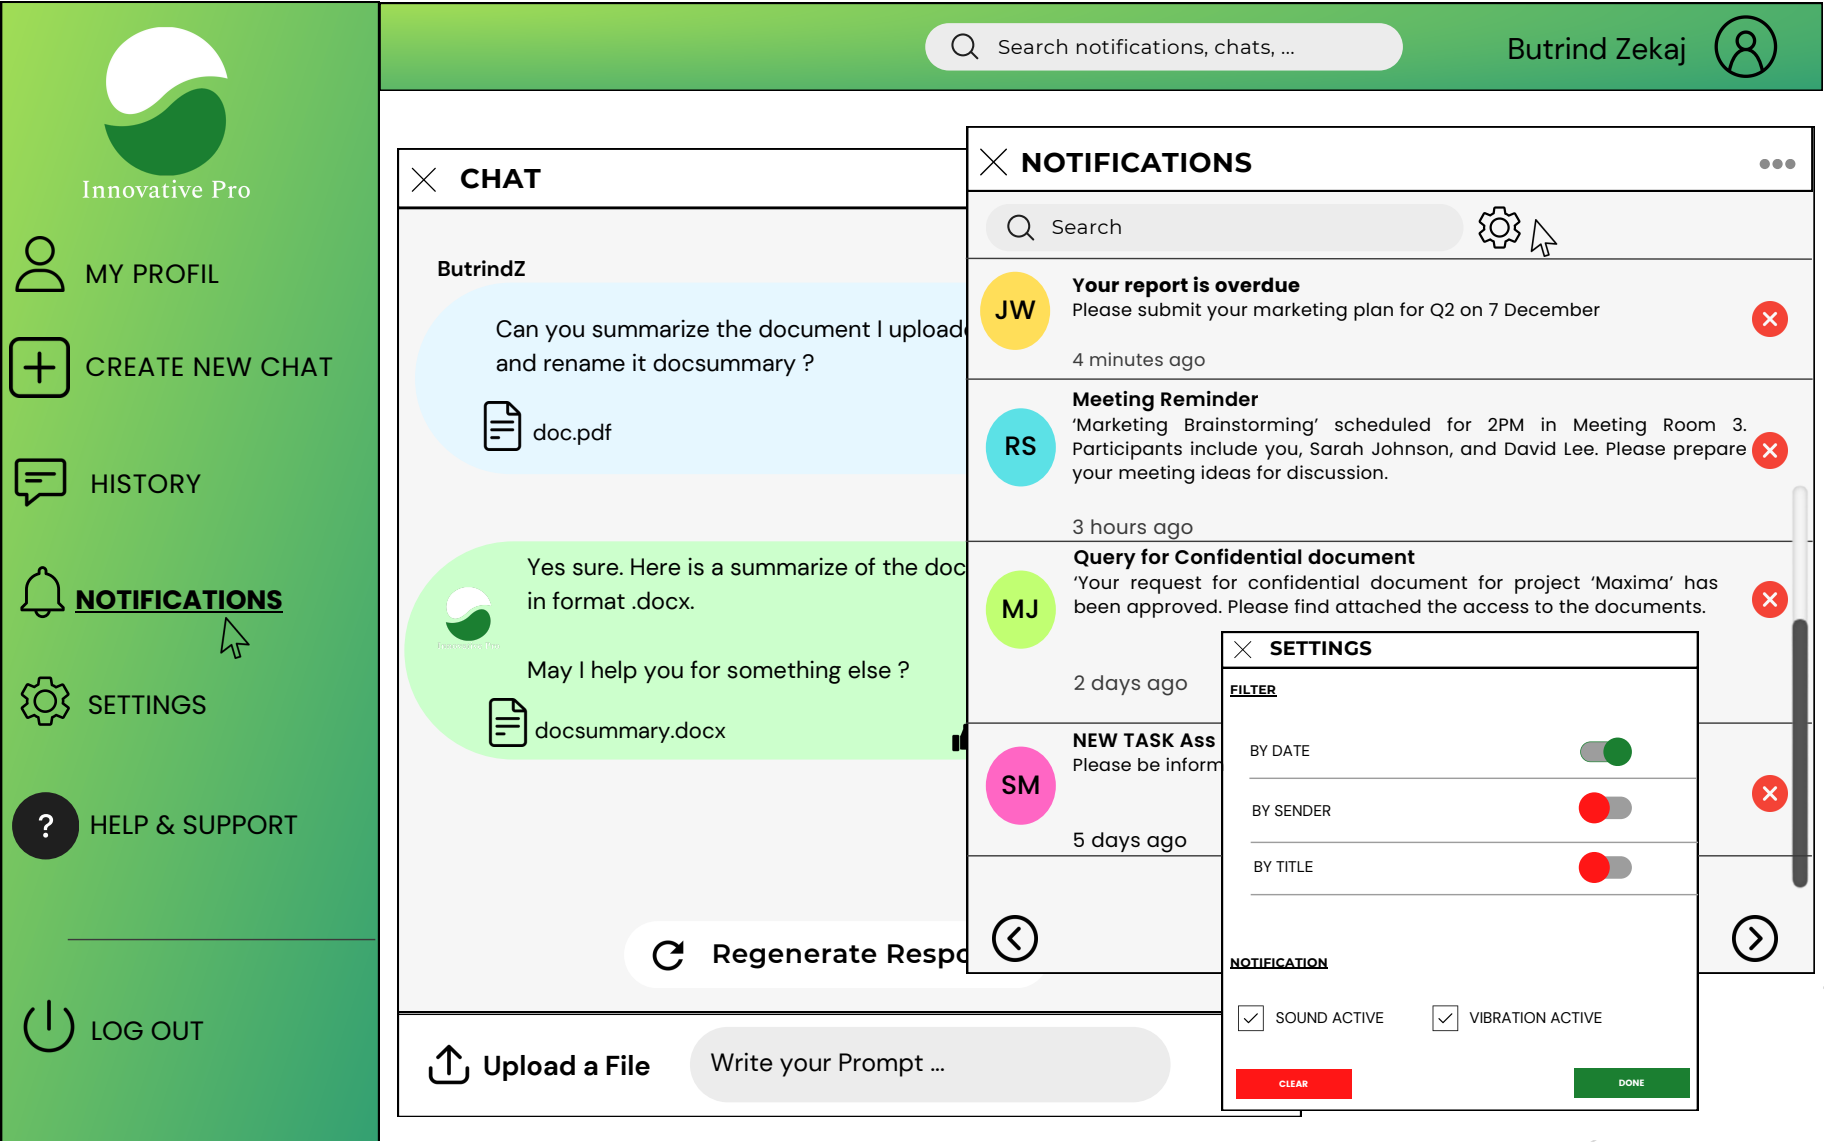 Innovative Pro
MY PROFIL
CREATE NEW CHAT
HISTORY
NOTIFICATIONS
SETTINGS
? HELP & SUPPORT
LOG OUT
Search notifications, chats, ...
Butrind Zekaj
CHAT
ButrindZ
Can you summarize the document I upload
and rename it docsummary ?
doc.pdf
Yes sure. Here is a summarize of the doc
in format .docx.
May I help you for something else ?
docsummary.docx
Innovative Pro
Regenerate Respo
Upload a File
Write your Prompt ...
NOTIFICATIONS
Search
JW
Your report is overdue
Please submit your marketing plan for Q2 on 7 December
4 minutes ago
RS
Meeting Reminder
‘Marketing Brainstorming’ scheduled for 2PM in Meeting Room 3.
Participants include you, Sarah Johnson, and David Lee. Please prepare
your meeting ideas for discussion.
3 hours ago
MJ
Query for Confidential document
‘Your request for confidential document for project ‘Maxima’ has
been approved. Please find attached the access to the documents.
2 days ago
SM
NEW TASK Ass
Please be inform
5 days ago
SETTINGS
FILTER
BY DATE
BY SENDER
BY TITLE
NOTIFICATION
SOUND ACTIVE
VIBRATION ACTIVE
CLEAR
DONE